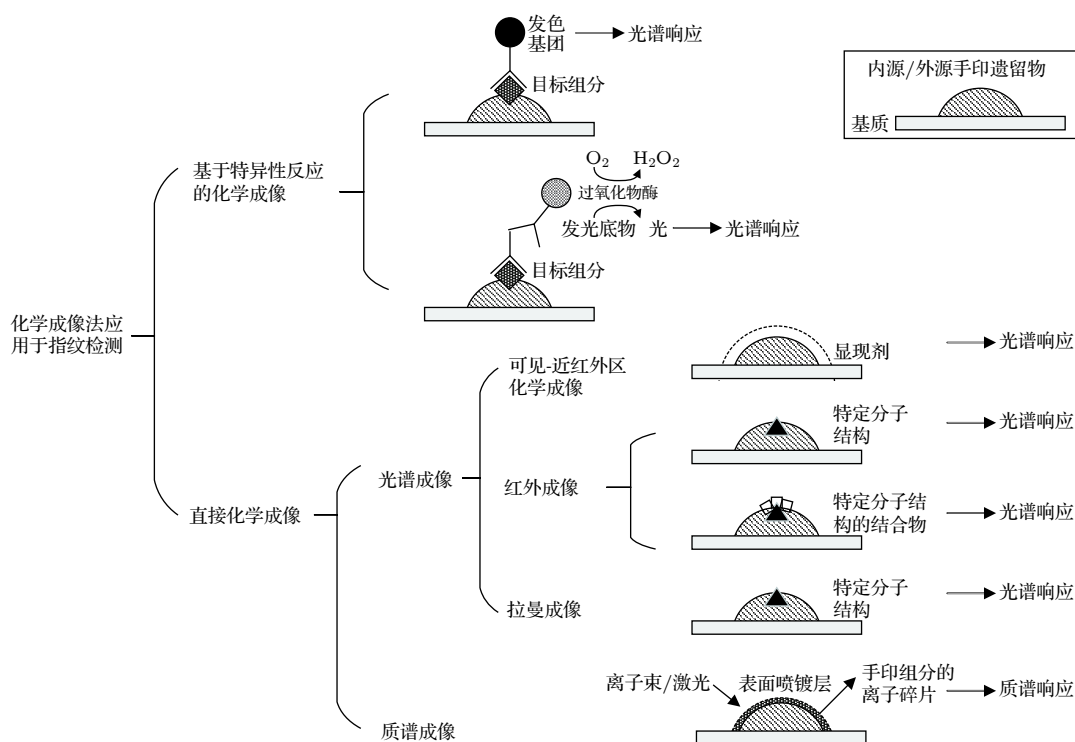 发色
基团
光谱响应
目标组分
内源/外源手印遗留物
基质
基于特异性反应
的化学成像
O₂ H₂O₂
过氧化物酶
发光底物 光 光谱响应
目标组分
化学成像法应
用于指纹检测
可见-近红外区
化学成像
显现剂
光谱响应
特定分子
结构
光谱响应
光谱成像
红外成像
直接化学成像
特定分子结
构的结合物
光谱响应
拉曼成像
特定分子
结构
光谱响应
离子束/激光
表面喷镀层
手印组分的
离子碎片
质谱响应
质谱成像